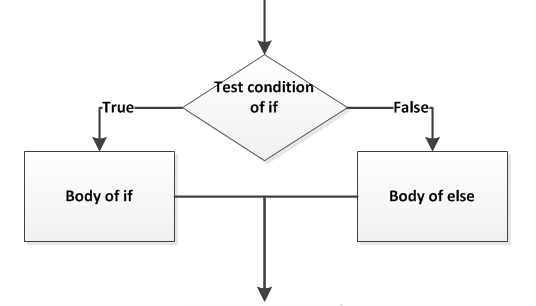 Test condition
of if
True
False
Body of if
Body of else